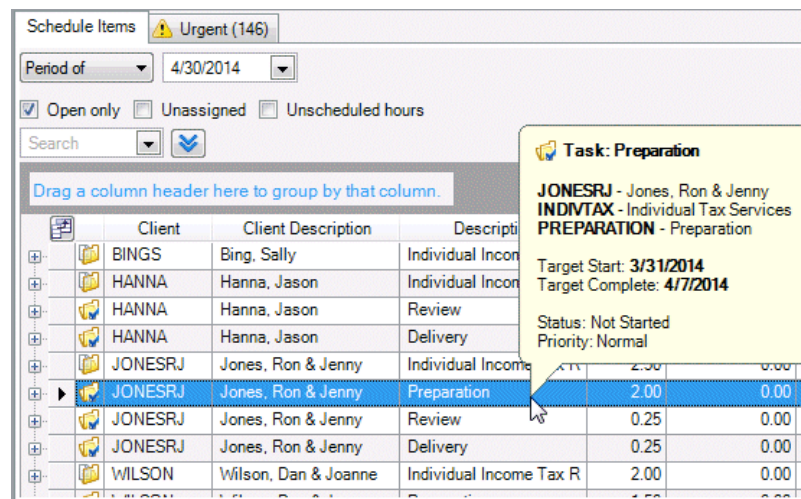 Schedule Items Urgent (146)
Period of 4/30/2014
Open only Unassigned Unscheduled hours
Search
Task: Preparation
JONESRJ - Jones, Ron & Jenny
INDIVTAX - Individual Tax Services
PREPARATION - Preparation
Target Start: 3/31/2014
Target Complete: 4/7/2014
Status: Not Started
Priority: Normal
Drag a column header here to group by that column.
Client Client Description Descripti
BINGS Bing, Sally Individual Incon
HANNA Hanna, Jason Individual Incon
HANNA Hanna, Jason Review
HANNA Hanna, Jason Delivery
JONESRJ Jones, Ron & Jenny Individual Income R
JONESRJ Jones, Ron & Jenny Preparation 2.00 0.00
JONESRJ Jones, Ron & Jenny Review 0.25 0.00
JONESRJ Jones, Ron & Jenny Delivery 0.25 0.00
WILSON Wilson, Dan & Joanne Individual Income Tax R 2.00 0.00